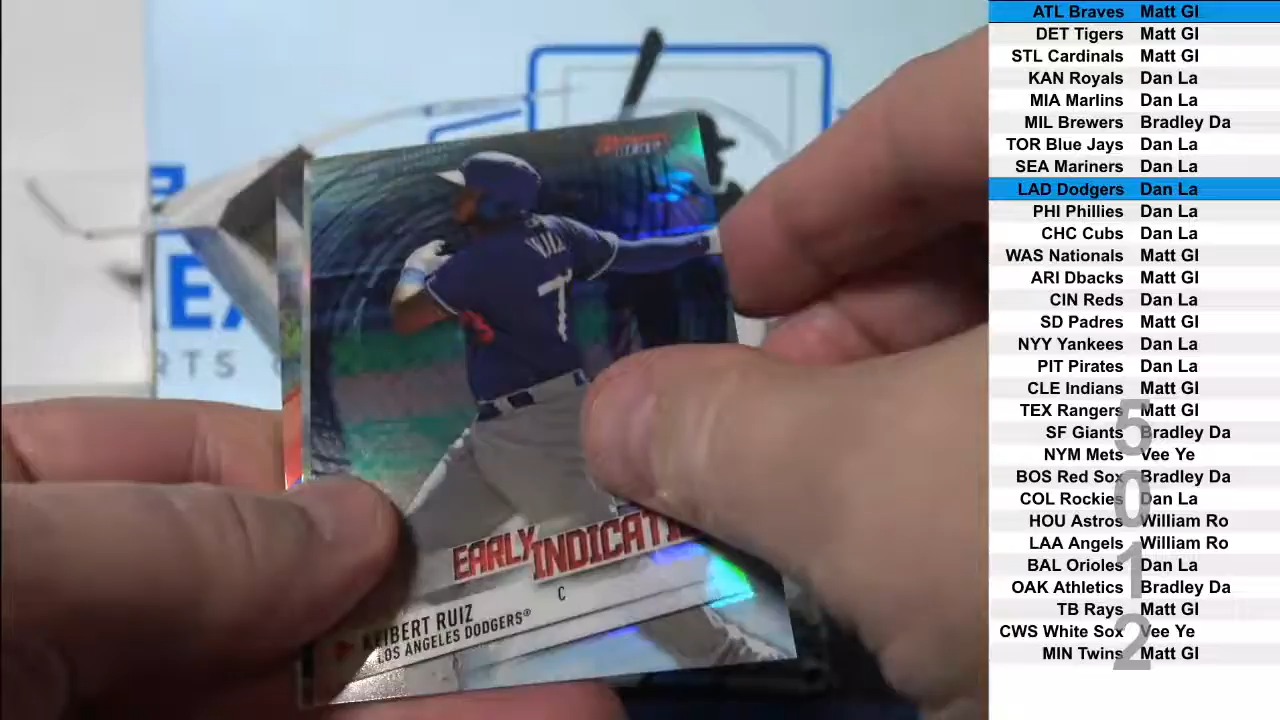 7
EARLY INDICATI
C
KEIBERT RUIZ
LOS ANGELES DODGERS®
EA
RTS
ATL Braves Matt Gl
DET Tigers Matt Gl
STL Cardinals Matt Gl
KAN Royals Dan La
MIA Marlins Dan La
MIL Brewers Bradley Da
TOR Blue Jays Dan La
SEA Mariners Dan La
LAD Dodgers Dan La
PHI Phillies Dan La
CHC Cubs Dan La
WAS Nationals Matt Gl
ARI Dbacks Matt Gl
CIN Reds Dan La
SD Padres Matt Gl
NYY Yankees Dan La
PIT Pirates Dan La
CLE Indians Matt Gl
TEX Rangers Matt Gl
SF Giants Bradley Da
NYM Mets Vee Ye
BOS Red Sox Bradley Da
COL Rockies Dan La
HOU Astros William Ro
LAA Angels William Ro
BAL Orioles Dan La
OAK Athletics Bradley Da
TB Rays Matt Gl
CWS White Sox Vee Ye
MIN Twins Matt Gl
5
0
1
2